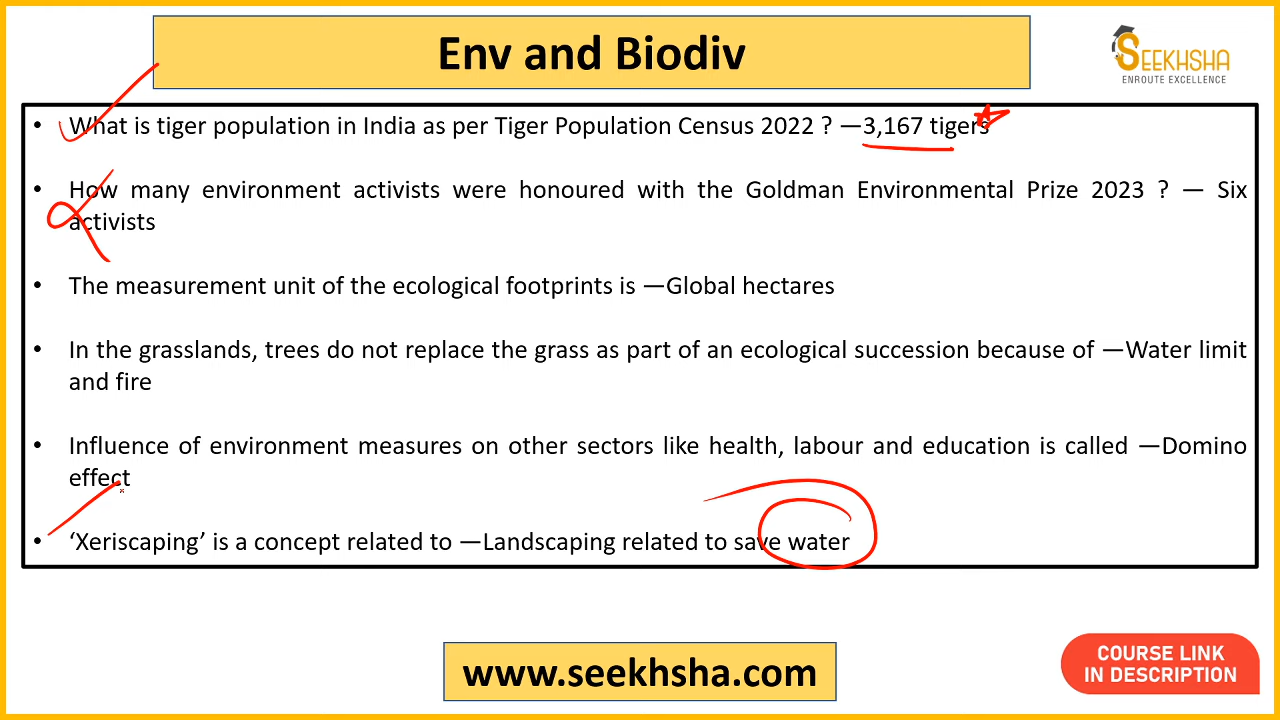 Env and Biodiv
SEEKHSHA
ENROUTE EXCELLENCE
• What is tiger population in India as per Tiger Population Census 2022 ? —3,167 tigers
• How many environment activists were honoured with the Goldman Environmental Prize 2023 ? — Six
activists
• The measurement unit of the ecological footprints is —Global hectares
• In the grasslands, trees do not replace the grass as part of an ecological succession because of —Water limit
and fire
• Influence of environment measures on other sectors like health, labour and education is called —Domino
effect
• ‘Xeriscaping’ is a concept related to —Landscaping related to save water
www.seekhsha.com
COURSE LINK
IN DESCRIPTION